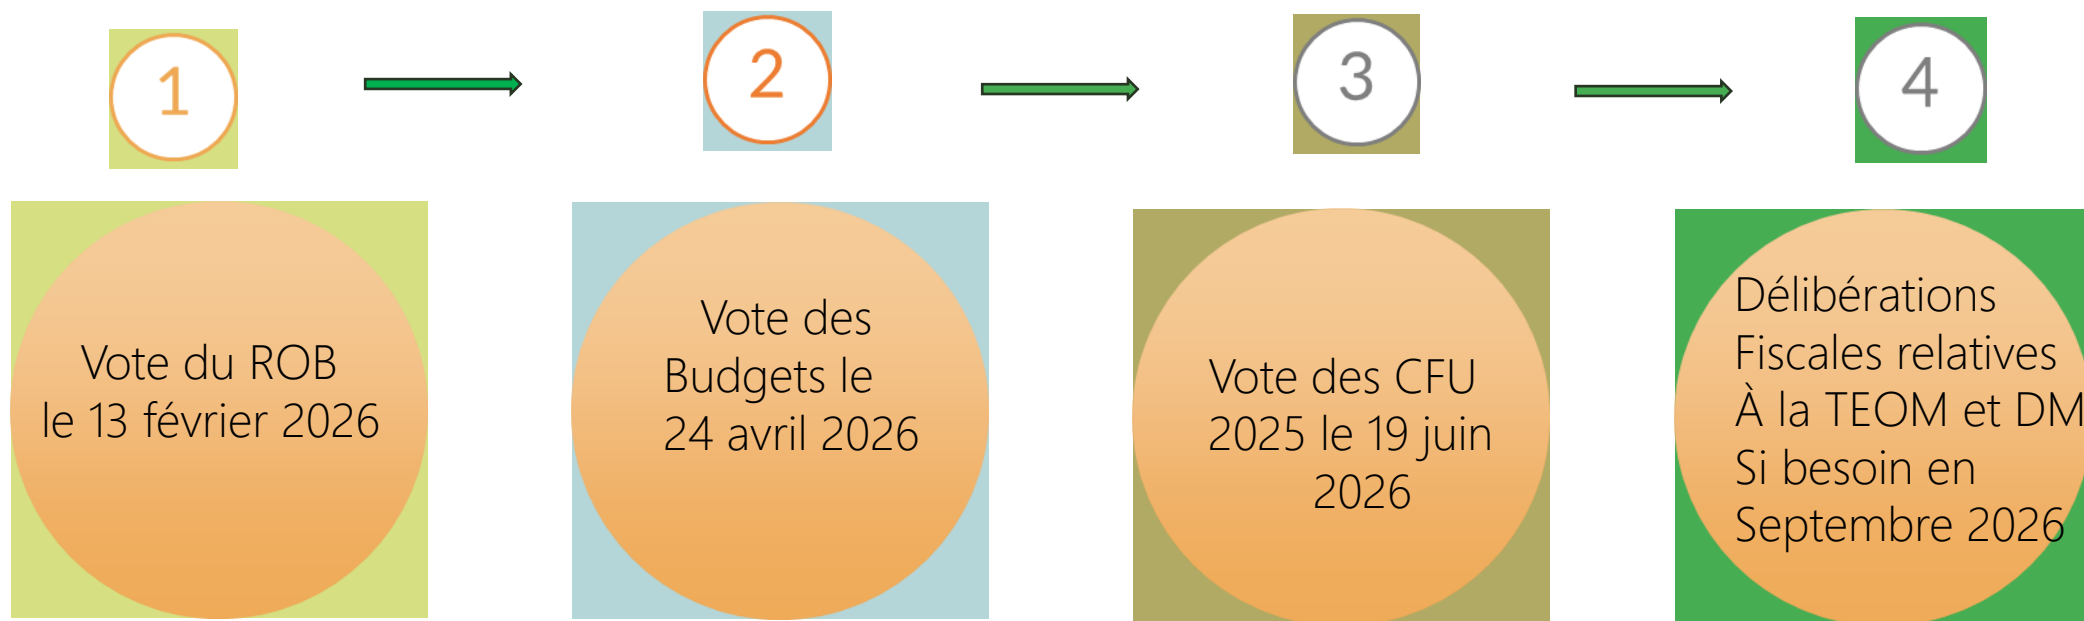 1
2
3
4
Vote du ROB
le 13 février 2026
Vote des
Budgets le
24 avril 2026
Vote des CFU
2025 le 19 juin
2026
Délibérations
Fiscales relatives
À la TEOM et DM
Si besoin en
Septembre 2026